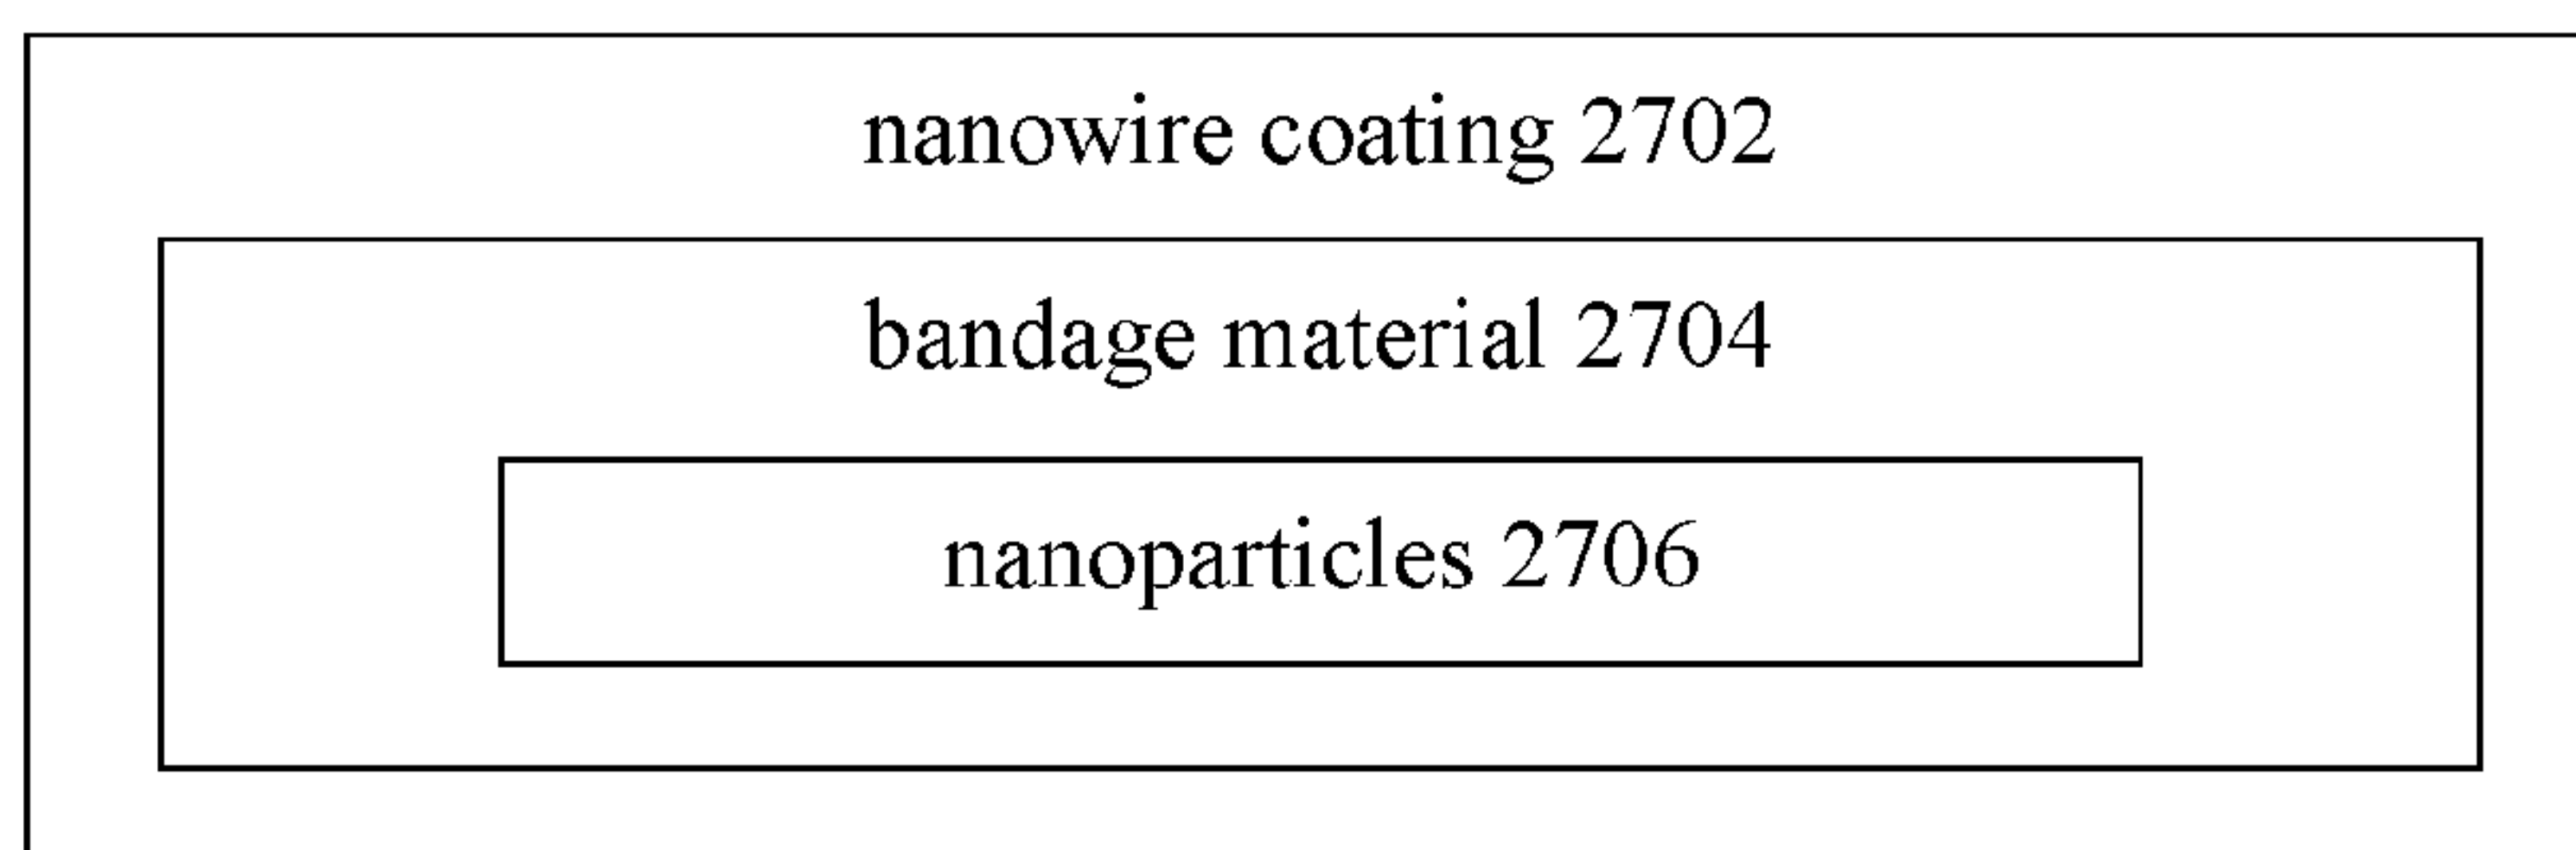 nanowire coating 2702
bandage material 2704
nanoparticles 2706